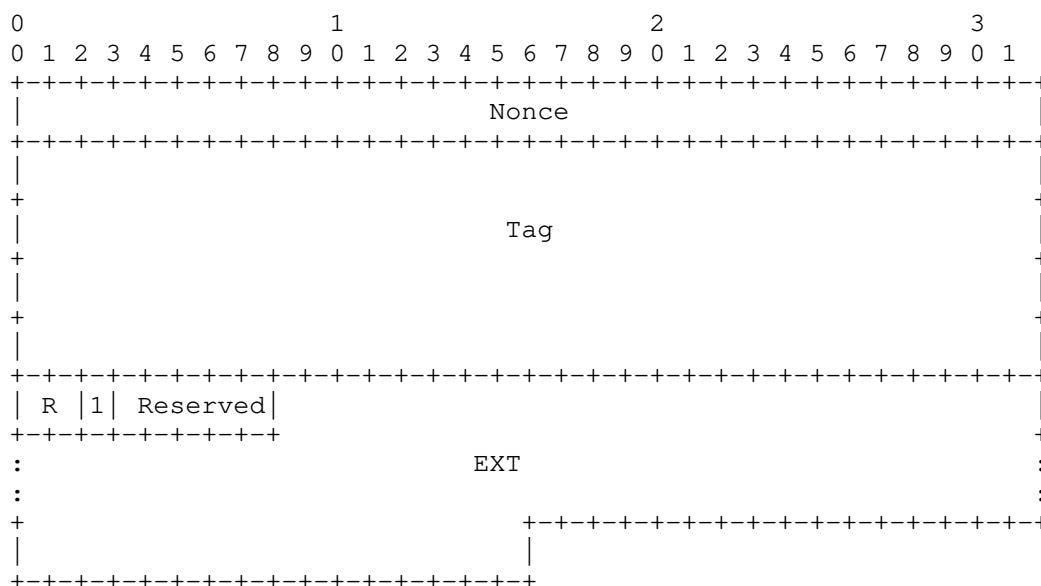 0                   1                   2                   3
0 1 2 3 4 5 6 7 8 9 0 1 2 3 4 5 6 7 8 9 0 1 2 3 4 5 6 7 8 9 0 1
+-+-+-+-+-+-+-+-+-+-+-+-+-+-+-+-+-+-+-+-+-+-+-+-+-+-+-+-+-+-+-+-+
|                             Nonce                             |
+-+-+-+-+-+-+-+-+-+-+-+-+-+-+-+-+-+-+-+-+-+-+-+-+-+-+-+-+-+-+-+-+
|                                                               |
+                                                               +
|                              Tag                              |
+                                                               +
|                                                               |
+                                                               +
|                                                               |
+-+-+-+-+-+-+-+-+-+-+-+-+-+-+-+-+-+-+-+-+-+-+-+-+-+-+-+-+-+-+-+-+
| R |1| Reserved|                                               |
+-+-+-+-+-+-+-+-+                                               +
:                            EXT                                :
:                                                               :
+                               +-+-+-+-+-+-+-+-+-+-+-+-+-+-+-+-+
|                               |
+-+-+-+-+-+-+-+-+-+-+-+-+-+-+-+-+